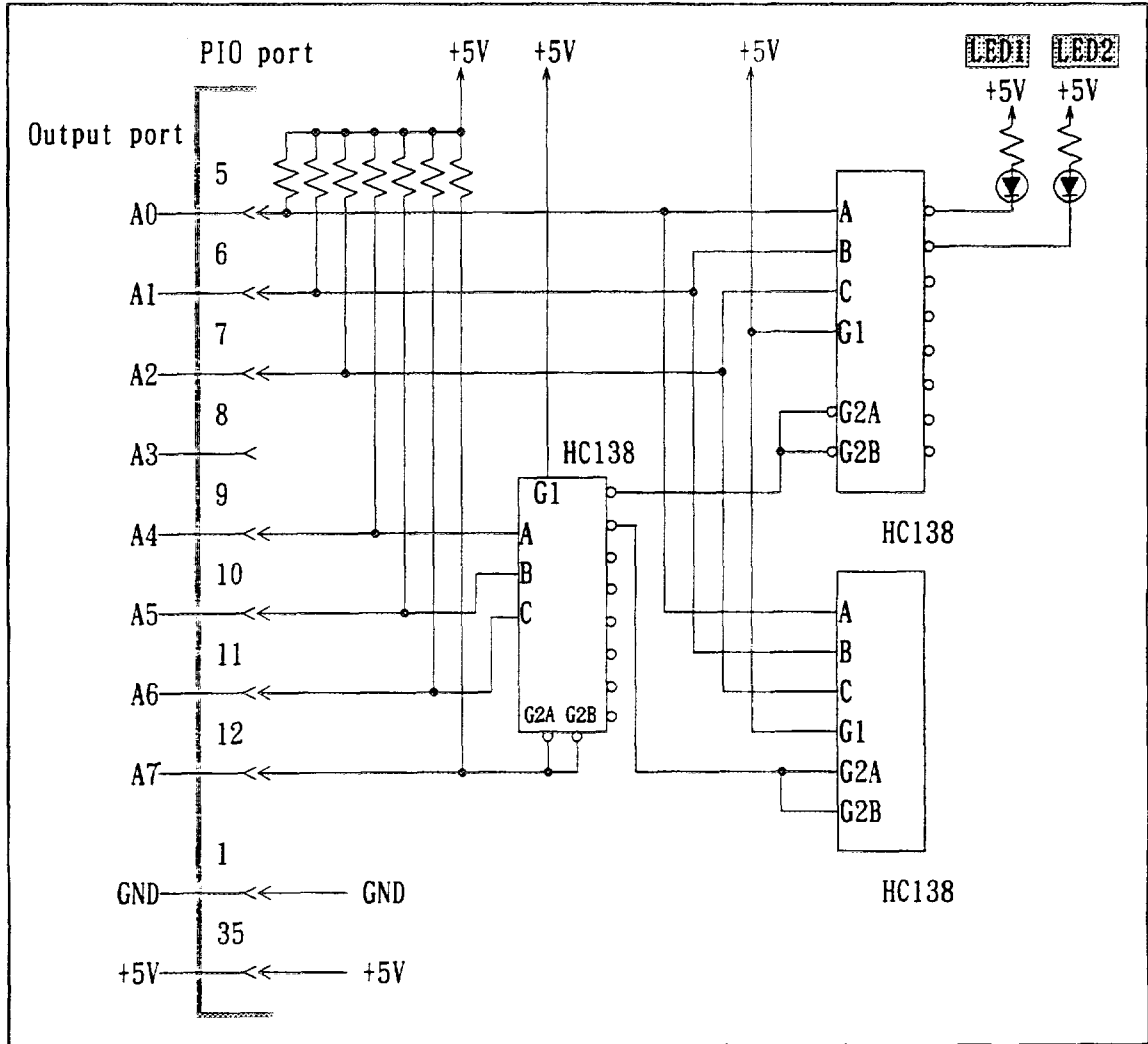 PIO port
+5V
+5V
+5V
LED1
LED2
+5V
+5V
Output port
5
A0
6
A1
7
A2
8
A3
9
A4
10
A5
11
A6
12
A7
1
GND
GND
35
+5V
+5V
HC138
G1
A
B
C
G2A G2B
A
B
C
G1
G2A
G2B
HC138
A
B
C
G1
G2A
G2B
HC138